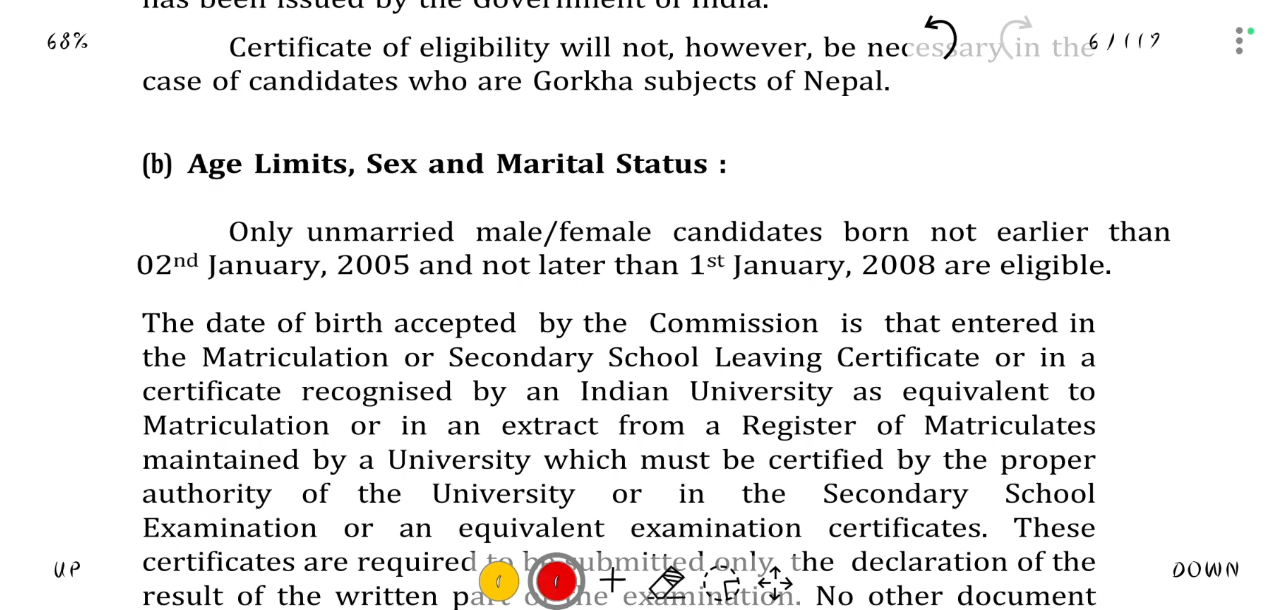 has been issued by the Government of India.
68%
Certificate of eligibility will not, however, be necessary in the
6/119
case of candidates who are Gorkha subjects of Nepal.
(b) Age Limits, Sex and Marital Status :
Only unmarried male/female candidates born not earlier than
02nd January, 2005 and not later than 1st January, 2008 are eligible.
The date of birth accepted by the Commission is that entered in
the Matriculation or Secondary School Leaving Certificate or in a
certificate recognised by an Indian University as equivalent to
Matriculation or in an extract from a Register of Matriculates
maintained by a University which must be certified by the proper
authority of the University or in the Secondary School
Examination or an equivalent examination certificates. These
certificates are required to be submitted only, the declaration of the
UP
DOWN
result of the written part of the examination. No other document